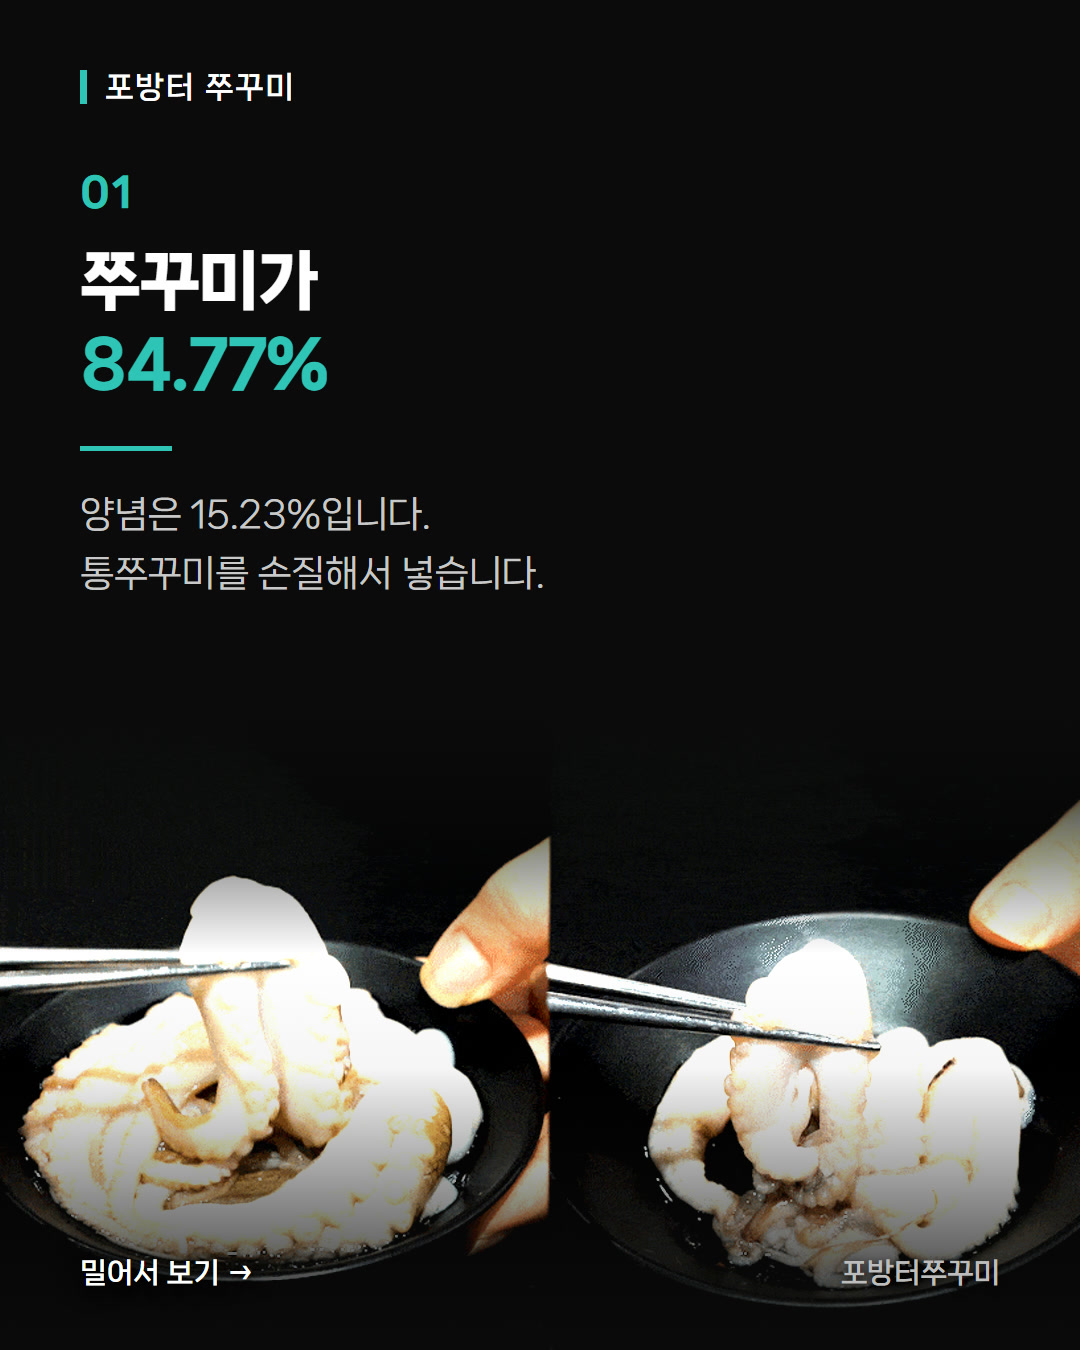 포방터 쭈꾸미
01
쭈꾸미가
84.77%
양념은 15.23%입니다.
통쭈꾸미를 손질해서 넣습니다.
밀어서 보기 →
포방터쭈꾸미